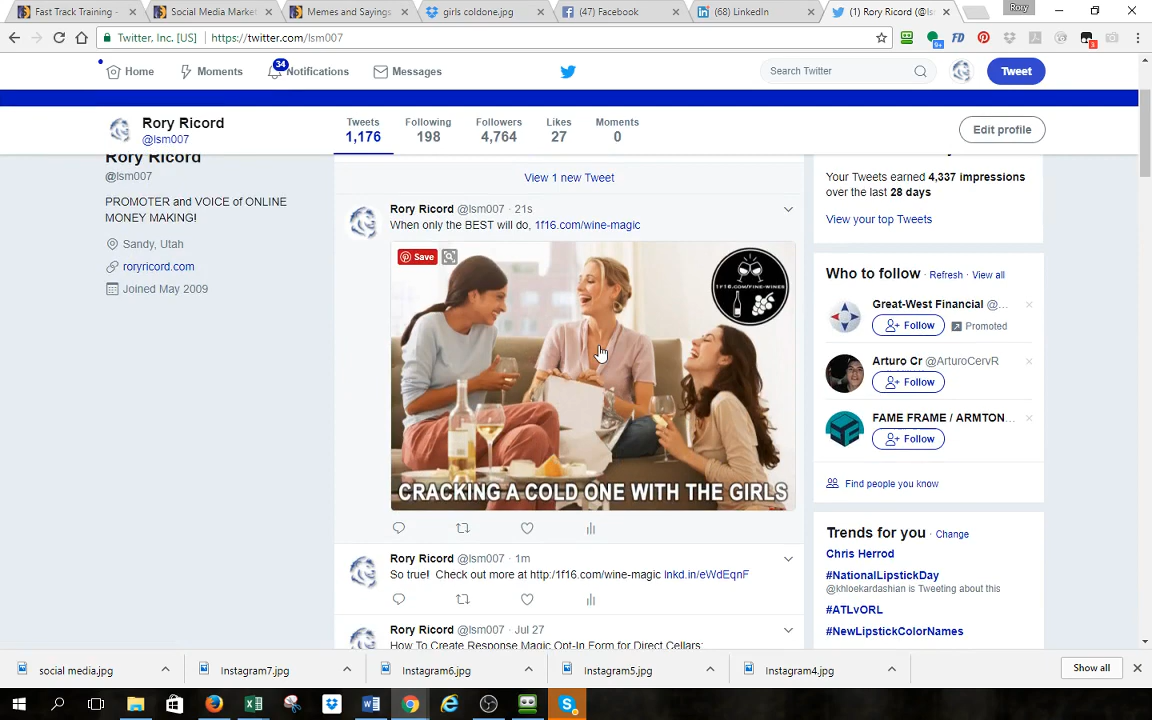 Fast Track Training -
Social Media Marke
Memes and Sayings
girls coldone.jpg
(47) Facebook
(68) LinkedIn
(1) Rory Ricord (@ls
Rory
Twitter, Inc. [US]
https://twitter.com/lsm007
FD
9+
3
Home
Moments
34
Notifications
Messages
Search Twitter
Tweet
Rory Ricord
@lsm007
Tweets
1,176
Following
198
Followers
4,764
Likes
27
Moments
0
Edit profile
Rory Ricord
@lsm007
PROMOTER and VOICE of ONLINE
MONEY MAKING!
Sandy, Utah
roryricord.com
Joined May 2009
View 1 new Tweet
Rory Ricord @lsm007 · 21s
When only the BEST will do, 1f16.com/wine-magic
Save
1F16.COM/FINE-WINES
CRACKING A COLD ONE WITH THE GIRLS
Rory Ricord @lsm007 · 1m
So true! Check out more at http:/1f16.com/wine-magic lnkd.in/eWdEqnF
Rory Ricord @lsm007 · Jul 27
How To Create Response Magic Opt-In Form for Direct Cellars:
Your Tweets earned 4,337 impressions
over the last 28 days
View your top Tweets
Who to follow · Refresh · View all
Great-West Financial @...
Follow
Promoted
Arturo Cr @ArturoCervR
Follow
FAME FRAME / ARMTON...
Follow
Find people you know
Trends for you · Change
Chris Herrod
#NationalLipstickDay
@khloekardashian is Tweeting about this
#ATLvORL
#NewLipstickColorNames
social media.jpg
Instagram7.jpg
Instagram6.jpg
Instagram5.jpg
Instagram4.jpg
Show all